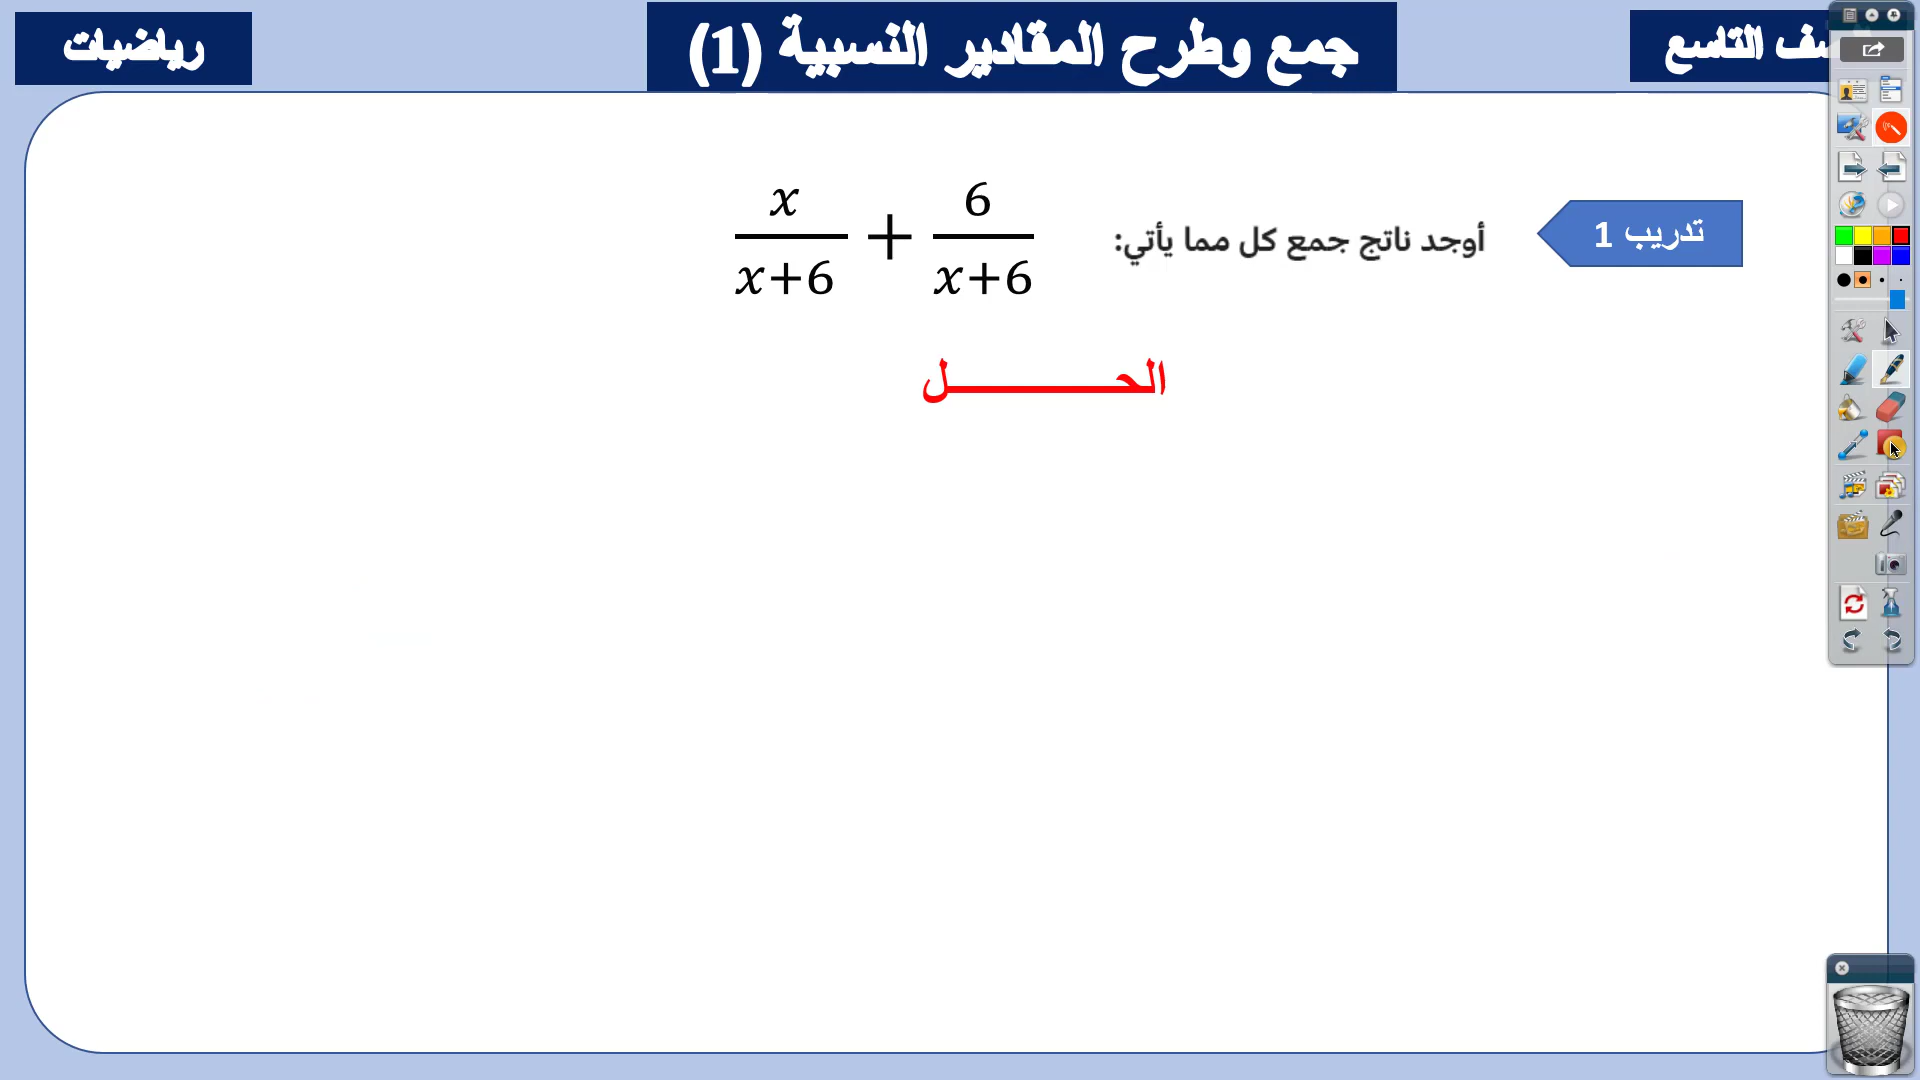 الصف التاسع
جمع وطرح المقادير النسبية (1)
رياضيات
تدريب 1
أوجد ناتج جمع كل مما يأتي:
x/(x+6) + 6/(x+6)
الحـــــــــل